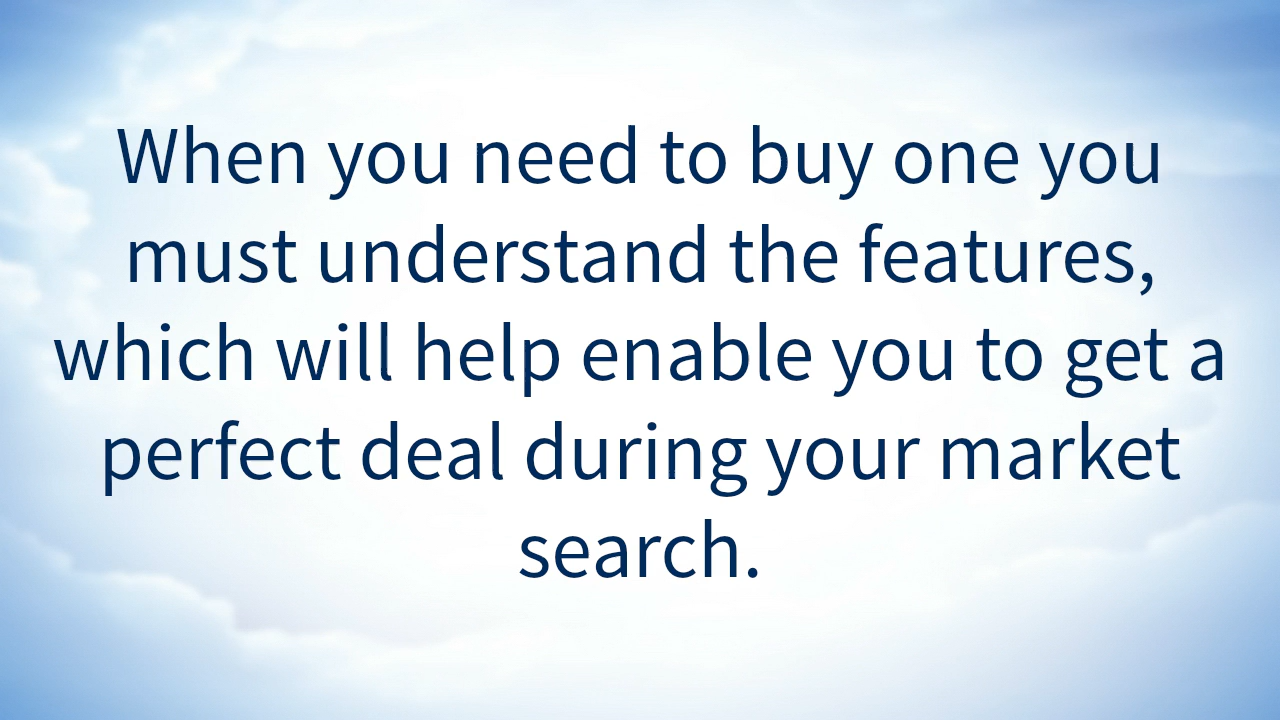 When you need to buy one you
must understand the features,
which will help enable you to get a
perfect deal during your market
search.